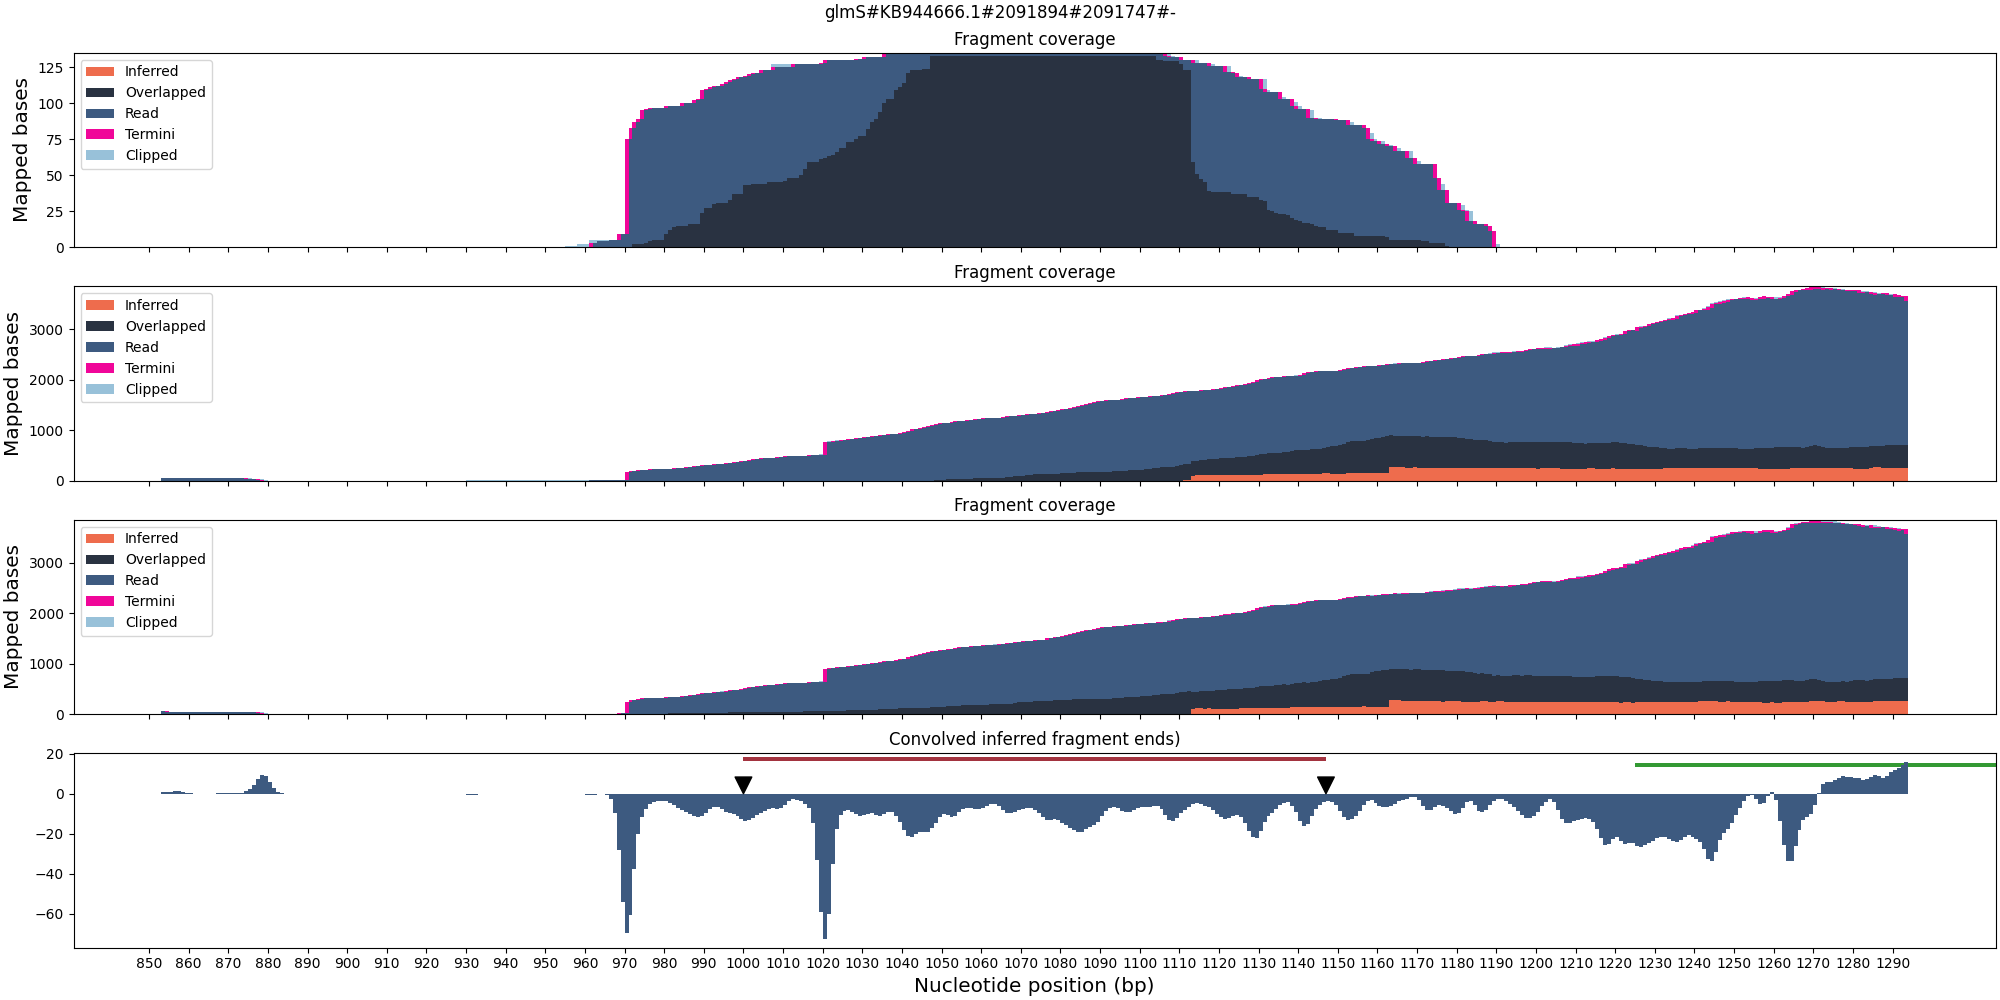 glmS#KB944666.1#2091894#2091747#-
Fragment coverage
Mapped bases
125
100
75
50
25
0
Inferred
Overlapped
Read
Termini
Clipped
Fragment coverage
Mapped bases
3000
2000
1000
0
Inferred
Overlapped
Read
Termini
Clipped
Fragment coverage
Mapped bases
3000
2000
1000
0
Inferred
Overlapped
Read
Termini
Clipped
Convolved inferred fragment ends)
20
0
−20
−40
−60
850 860 870 880 890 900 910 920 930 940 950 960 970 980 990 1000 1010 1020 1030 1040 1050 1060 1070 1080 1090 1100 1110 1120 1130 1140 1150 1160 1170 1180 1190 1200 1210 1220 1230 1240 1250 1260 1270 1280 1290
Nucleotide position (bp)